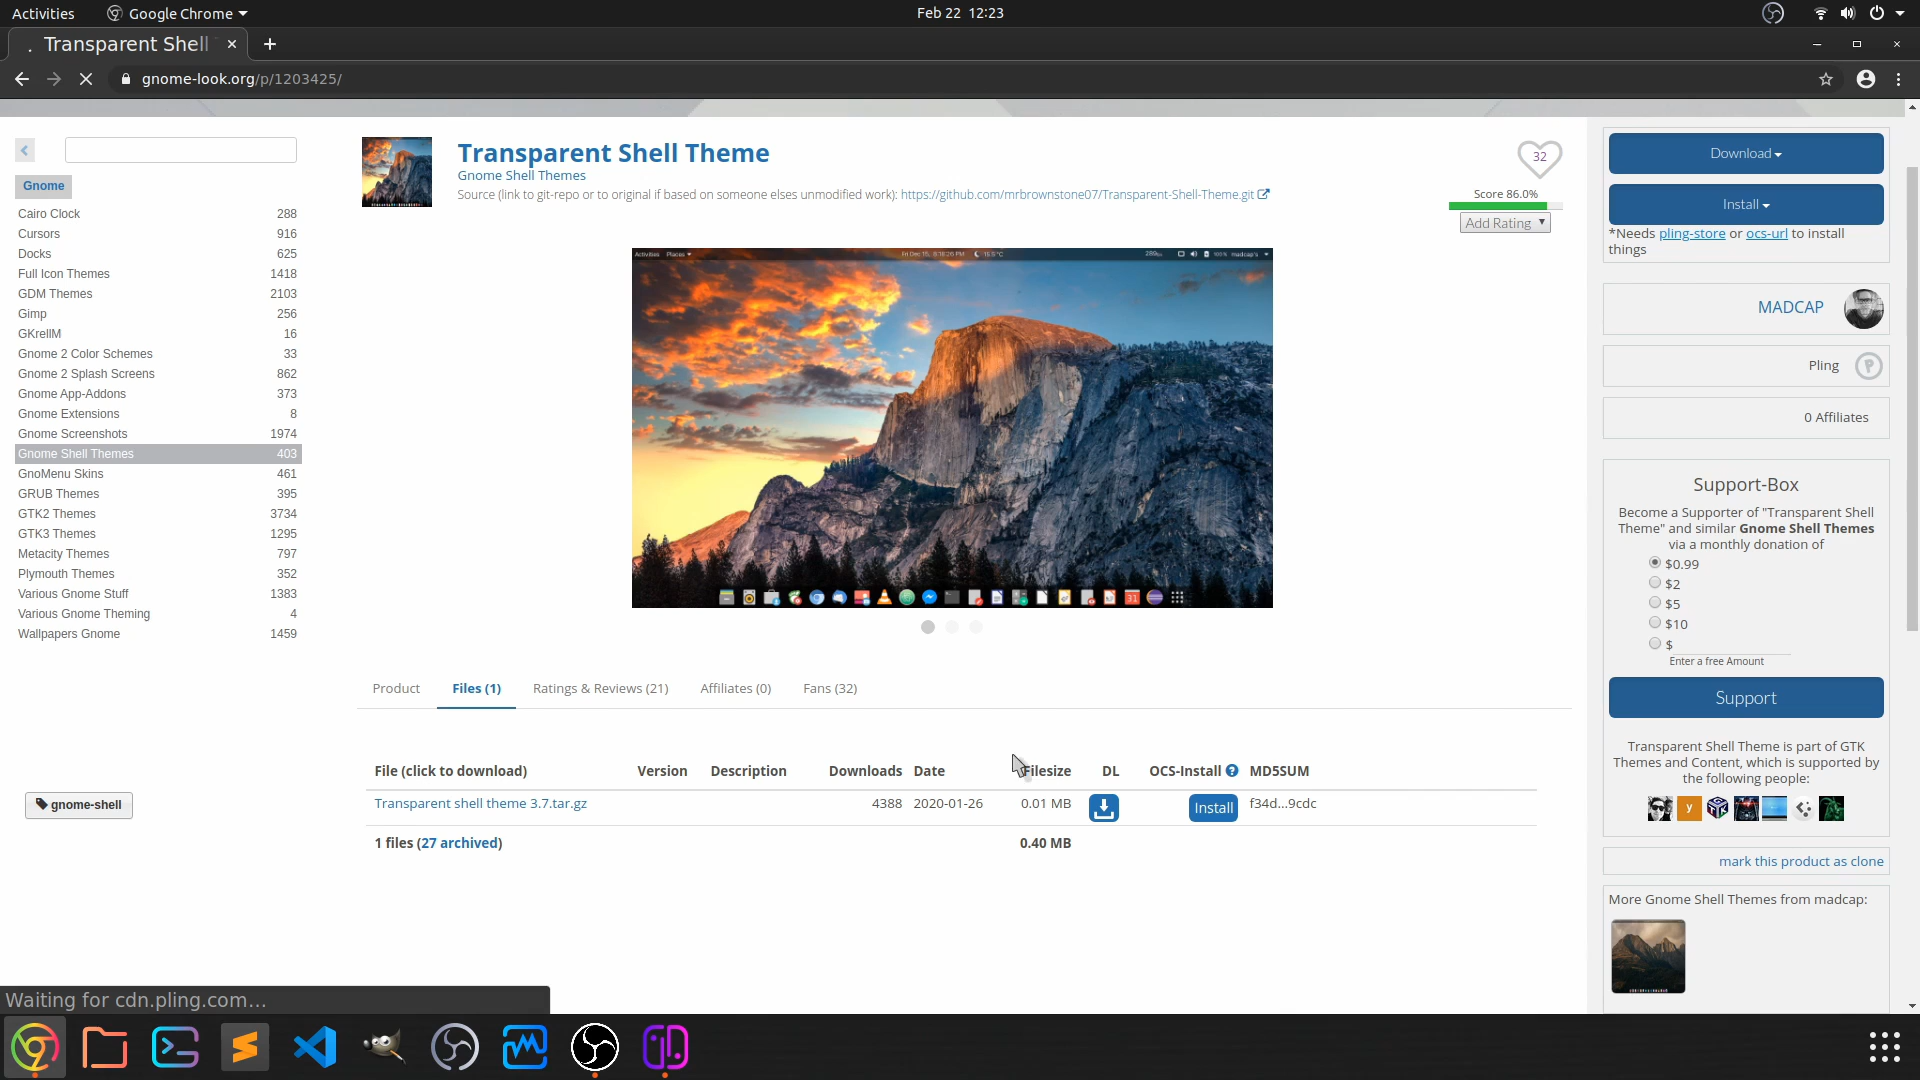 Activities Google Chrome Feb 22 12:23
Transparent Shell
gnome-look.org/p/1203425/
Gnome
Cairo Clock 288
Cursors 916
Docks 625
Full Icon Themes 1418
GDM Themes 2103
Gimp 256
GKrellM 16
Gnome 2 Color Schemes 33
Gnome 2 Splash Screens 862
Gnome App-Addons 373
Gnome Extensions 8
Gnome Screenshots 1974
Gnome Shell Themes 403
GnoMenu Skins 461
GRUB Themes 395
GTK2 Themes 3734
GTK3 Themes 1295
Metacity Themes 797
Plymouth Themes 352
Various Gnome Stuff 1383
Various Gnome Theming 4
Wallpapers Gnome 1459
gnome-shell
Transparent Shell Theme
Gnome Shell Themes
Source (link to git-repo or to original if based on someone elses unmodified work): https://github.com/mrbrownstone07/Transparent-Shell-Theme.git
32
Score 86.0%
Add Rating
Activities Places
Product Files (1) Ratings & Reviews (21) Affiliates (0) Fans (32)
File (click to download) Version Description Downloads Date Filesize DL OCS-Install MD5SUM
Transparent shell theme 3.7.tar.gz 4388 2020-01-26 0.01 MB Install f34d...9cdc
1 files (27 archived) 0.40 MB
Download
Install
*Needs pling-store or ocs-url to install
things
MADCAP
Pling
0 Affiliates
Support-Box
Become a Supporter of "Transparent Shell
Theme" and similar Gnome Shell Themes
via a monthly donation of
$0.99
$2
$5
$10
$
Enter a free Amount
Support
Transparent Shell Theme is part of GTK
Themes and Content, which is supported by
the following people:
y
mark this product as clone
More Gnome Shell Themes from madcap:
Waiting for cdn.pling.com...